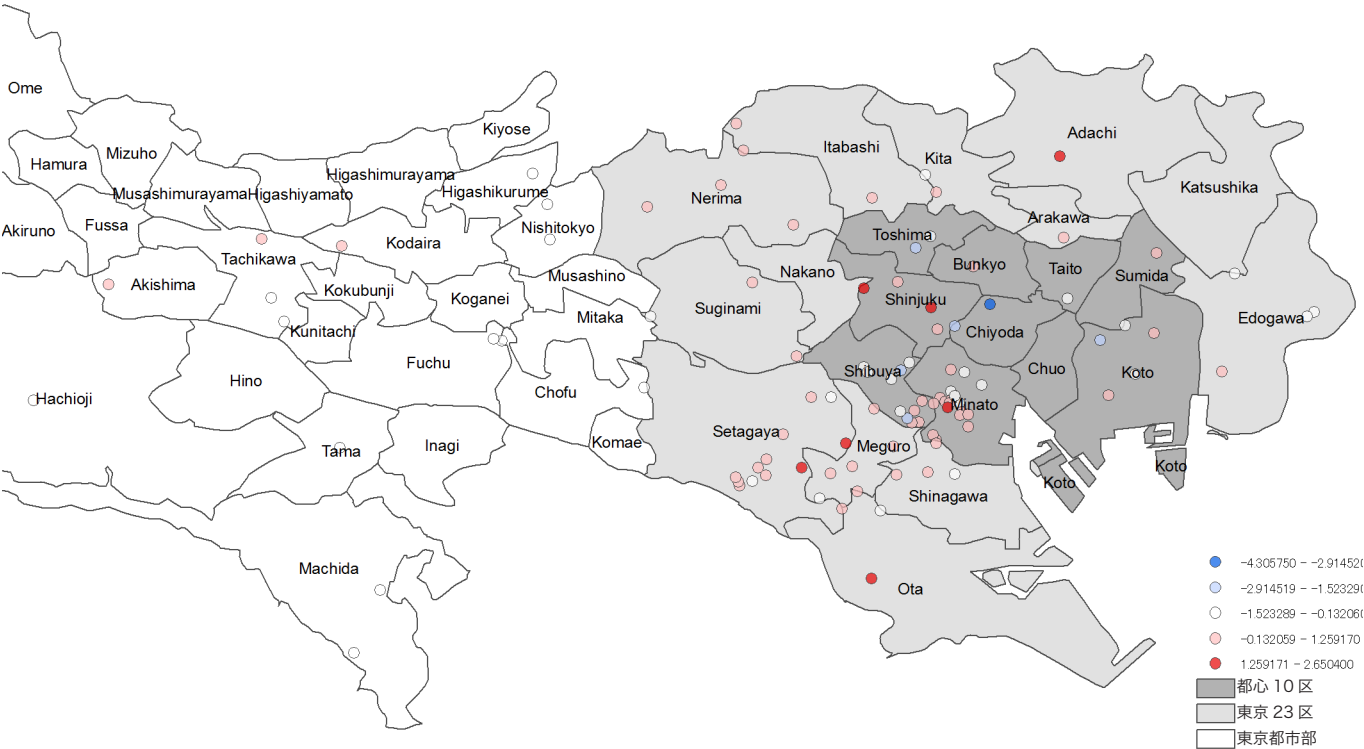 Ome
Kiyose
Adachi
Mizuho
Hamura
Itabashi
Kita
Higashimurayama
Musashimurayama
Higashiyamato
Higashikurume
Katsushika
Nerima
Fussa
Arakawa
Akiruno
Nishitokyo
Toshima
Kodaira
Tachikawa
Bunkyo
Taito
Sumida
Nakano
Musashino
Akishima
Kokubunji
Koganei
Shinjuku
Suginami
Mitaka
Edogawa
Kunitachi
Chiyoda
Fuchu
Shibuya
Chuo
Koto
Hino
Chofu
Hachioji
Minato
Setagaya
Komae
Inagi
Meguro
Tama
Koto
Koto
Shinagawa
Machida
Ota
-4.305750 - -2.914520
-2.914519 - -1.523290
-1.523289 - -0.132060
-0.132059 - 1.259170
1.259171 - 2.650400
都心 10 区
東京 23 区
東京都市部